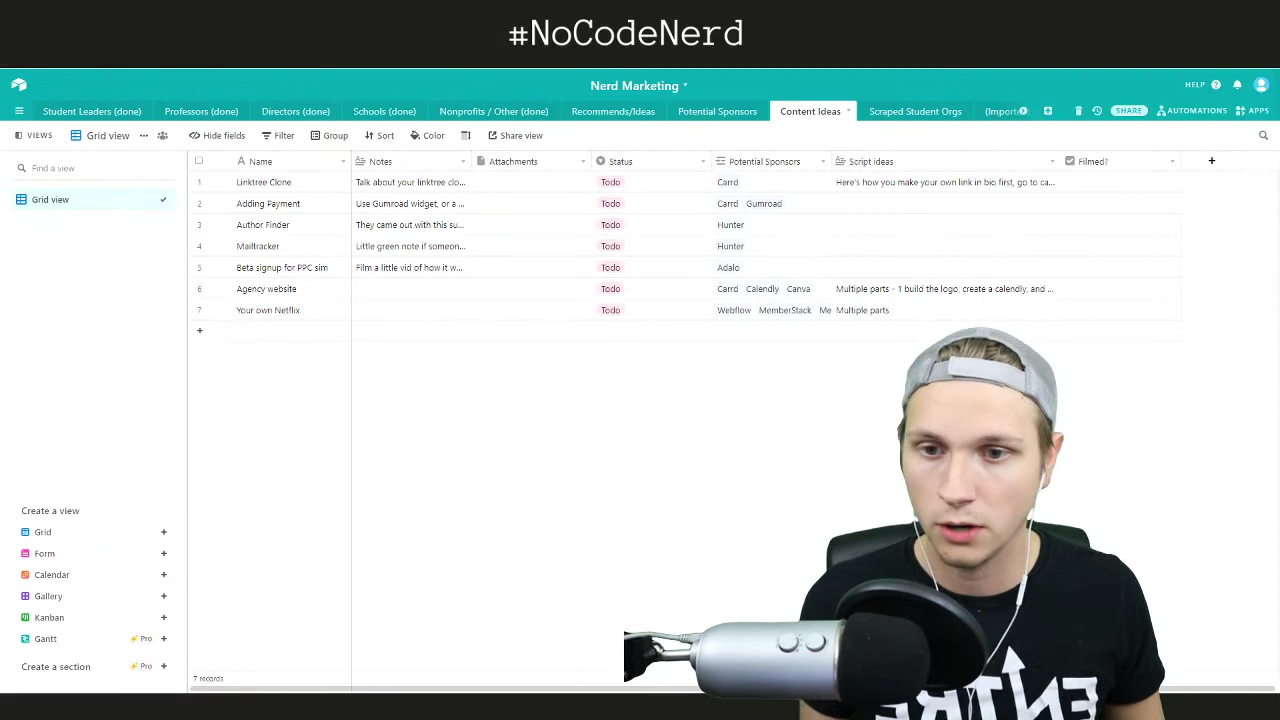 #NoCodeNerd
Nerd Marketing
HELP
Student Leaders (done) Professors (done) Directors (done) Schools (done) Nonprofits / Other (done) Recommends/Ideas Potential Sponsors Content Ideas Scraped Student Orgs (Importe SHARE AUTOMATIONS APPS
VIEWS Grid view ... Hide fields Filter Group Sort Color Share view
Find a view
Grid view
Name Notes Attachments Status Potential Sponsors Script ideas Filmed?
1 Linktree Clone Talk about your linktree clo... Todo Carrd Here's how you make your own link in bio first, go to ca...
2 Adding Payment Use Gumroad widget, or a ... Todo Carrd Gumroad
3 Author Finder They came out with this su... Todo Hunter
4 Mailtracker Little green note if someon... Todo Hunter
5 Beta signup for PPC sim Film a little vid of how it w... Todo Adalo
6 Agency website Todo Carrd Calendly Canva Multiple parts - 1 build the logo, create a calendly, and ...
7 Your own Netflix Todo Webflow MemberStack Me Multiple parts
+
Create a view
Grid +
Form +
Calendar +
Gallery +
Kanban +
Gantt Pro +
Create a section Pro +
7 records